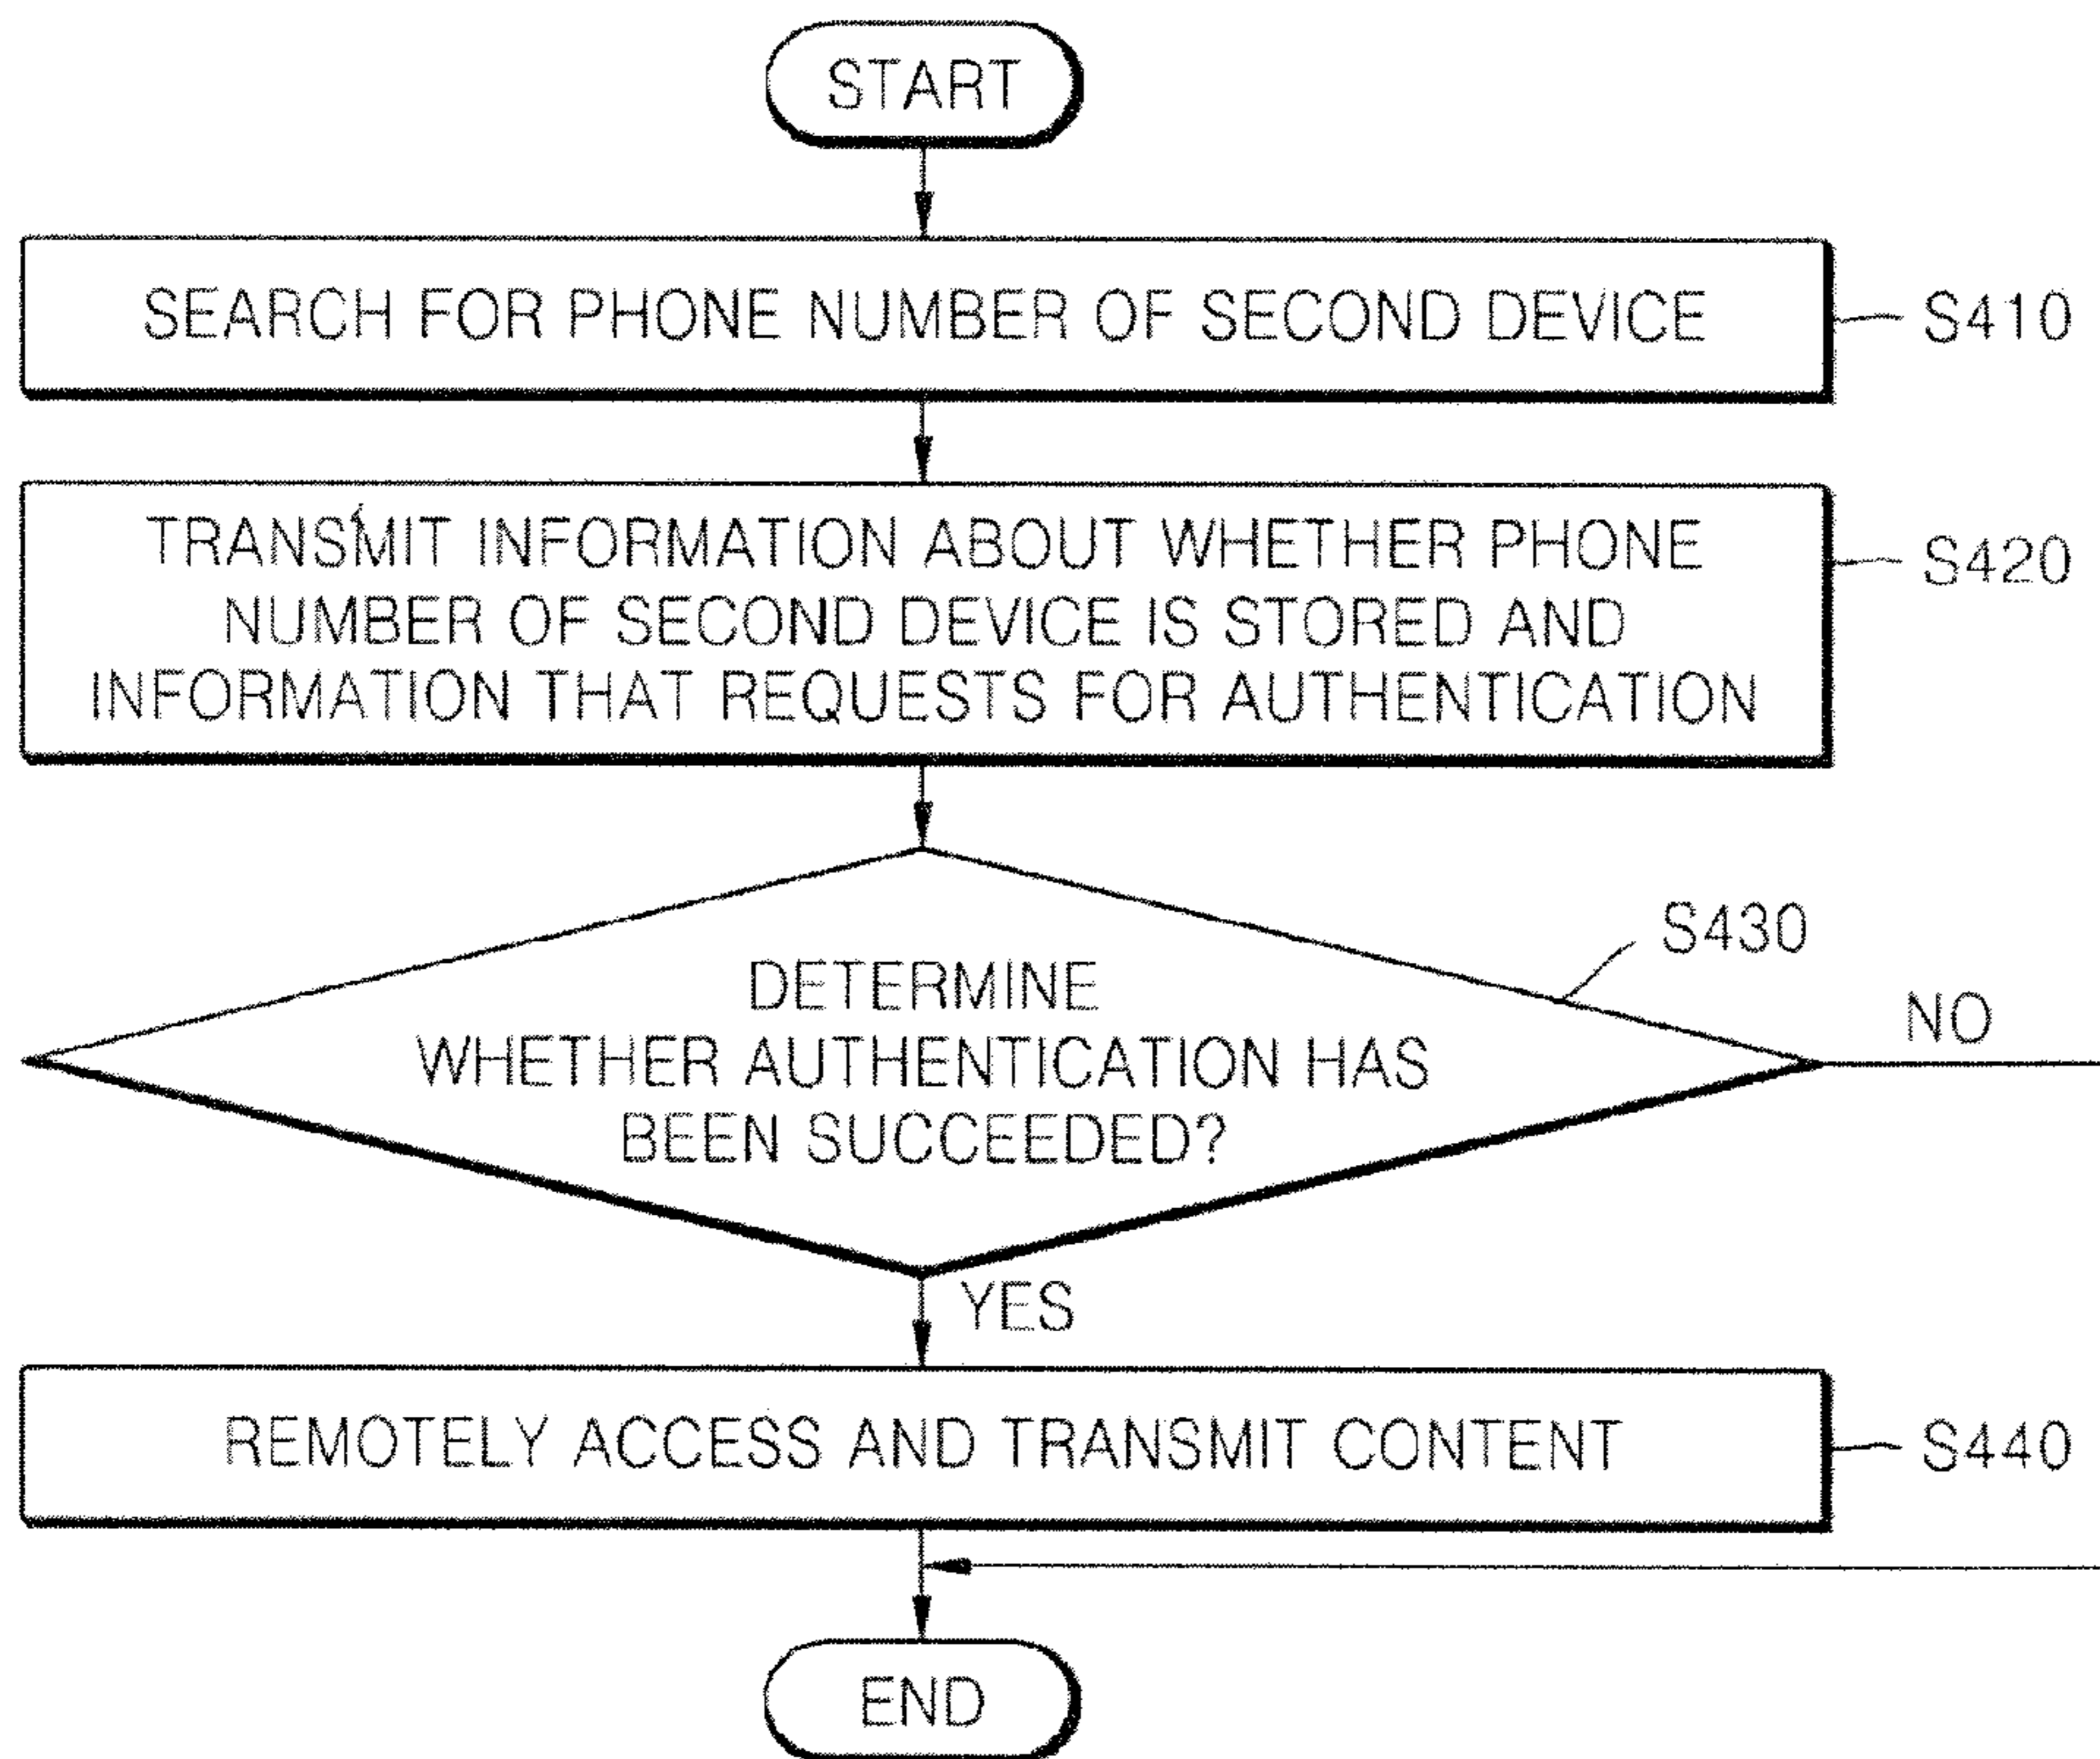 START
SEARCH FOR PHONE NUMBER OF SECOND DEVICE
S410
TRANSMIT INFORMATION ABOUT WHETHER PHONE
NUMBER OF SECOND DEVICE IS STORED AND
INFORMATION THAT REQUESTS FOR AUTHENTICATION
S420
S430
DETERMINE
WHETHER AUTHENTICATION HAS
BEEN SUCCEEDED?
NO
YES
REMOTELY ACCESS AND TRANSMIT CONTENT
S440
END